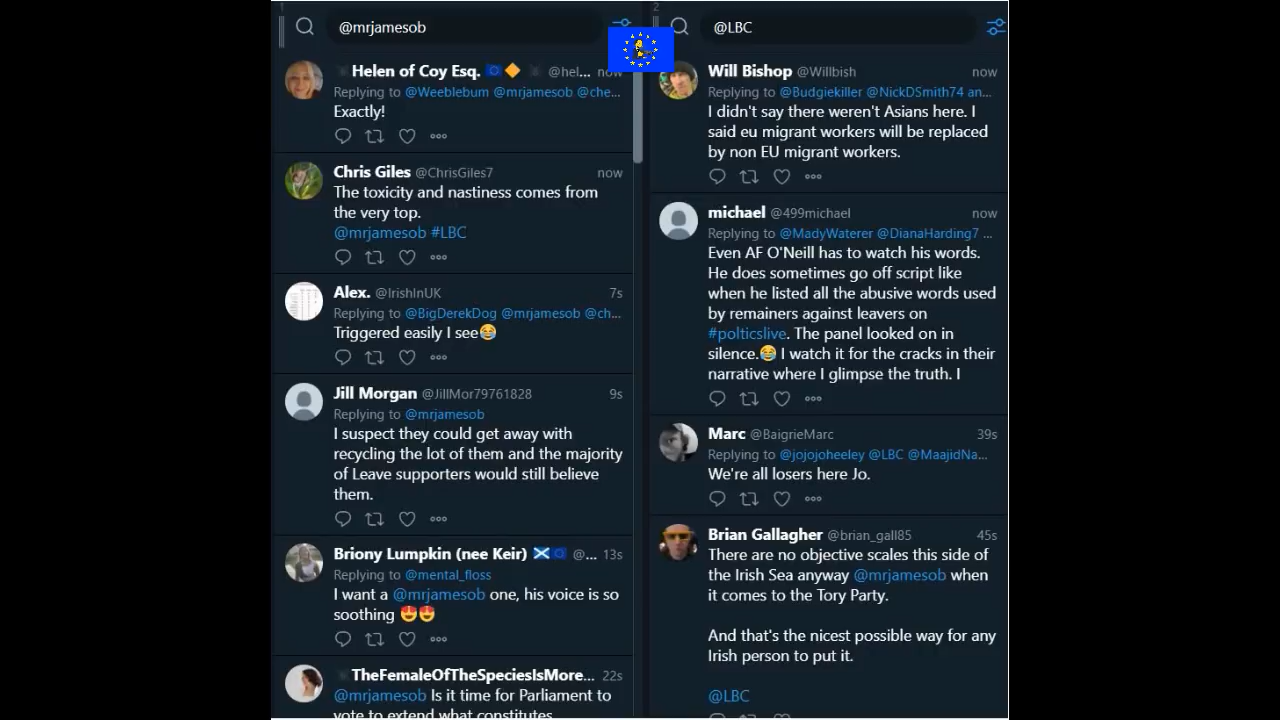 1
@mrjamesob
Helen of Coy Esq. 🇪🇺🔶 @hel... now
Replying to @Weeblebum @mrjamesob @che...
Exactly!
Chris Giles @ChrisGiles7 now
The toxicity and nastiness comes from
the very top.
@mrjamesob #LBC
Alex. @IrishInUK 7s
Replying to @BigDerekDog @mrjamesob @ch...
Triggered easily I see😂
Jill Morgan @JillMor79761828 9s
Replying to @mrjamesob
I suspect they could get away with
recycling the lot of them and the majority
of Leave supporters would still believe
them.
Briony Lumpkin (nee Keir) 🏴󠁧󠁢󠁳󠁣󠁴󠁿🇪🇺 @... 13s
Replying to @mental_floss
I want a @mrjamesob one, his voice is so
soothing 😍😍
TheFemaleOfTheSpeciesIsMore... 22s
@mrjamesob Is it time for Parliament to
vote to extend what constitutes
2
@LBC
Will Bishop @Willbish now
Replying to @Budgiekiller @NickDSmith74 an...
I didn't say there weren't Asians here. I
said eu migrant workers will be replaced
by non EU migrant workers.
michael @499michael now
Replying to @MadyWaterer @DianaHarding7 ...
Even AF O'Neill has to watch his words.
He does sometimes go off script like
when he listed all the abusive words used
by remainers against leavers on
#polticslive. The panel looked on in
silence.😂 I watch it for the cracks in their
narrative where I glimpse the truth. I
Marc @BaigrieMarc 39s
Replying to @jojojoheeley @LBC @MaajidNa...
We're all losers here Jo.
Brian Gallagher @brian_gall85 45s
There are no objective scales this side of
the Irish Sea anyway @mrjamesob when
it comes to the Tory Party.
And that's the nicest possible way for any
Irish person to put it.
@LBC